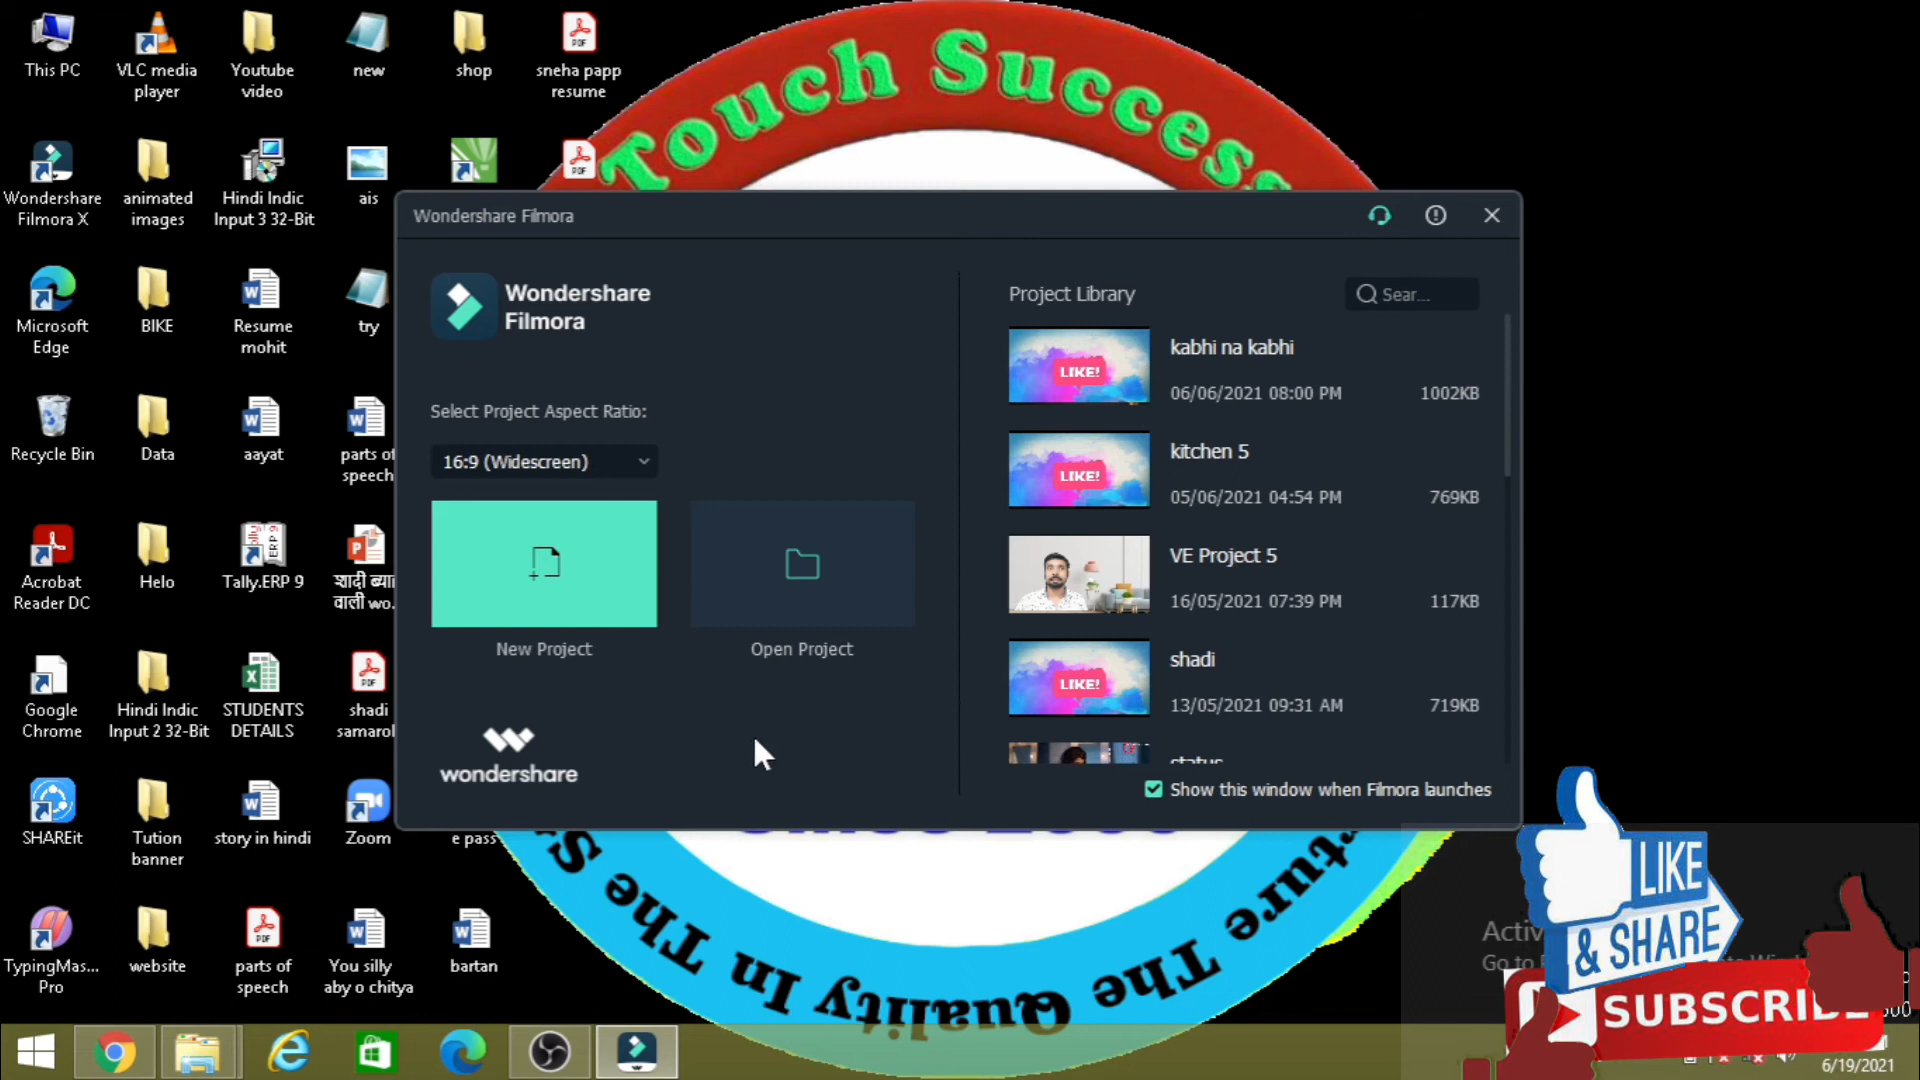 This PC
VLC media
player
Youtube
video
new
shop
sneha papp
resume
Touch Success
Wondershare
Filmora X
animated
images
Hindi Indic
Input 3 32-Bit
ais
Microsoft
Edge
BIKE
Resume
mohit
try
Recycle Bin
Data
aayat
parts of
speech
Acrobat
Reader DC
Helo
Tally.ERP 9
शादी ब्या
वाली wo.
Google
Chrome
Hindi Indic
Input 2 32-Bit
STUDENTS
DETAILS
shadi
samarol
SHAREit
Tution
banner
story in hindi
Zoom
e pass
TypingMas...
Pro
website
parts of
speech
You silly
aby o chitya
bartan
Wondershare Filmora
Wondershare
Filmora
Select Project Aspect Ratio:
16:9 (Widescreen)
New Project
Open Project
wondershare
Project Library
Sear...
LIKE!
kabhi na kabhi
06/06/2021 08:00 PM
1002KB
LIKE!
kitchen 5
05/06/2021 04:54 PM
769KB
VE Project 5
16/05/2021 07:39 PM
117KB
LIKE!
shadi
13/05/2021 09:31 AM
719KB
status
Show this window when Filmora launches
The Quality In The S
LIKE
& SHARE
SUBSCRIBE
6/19/2021